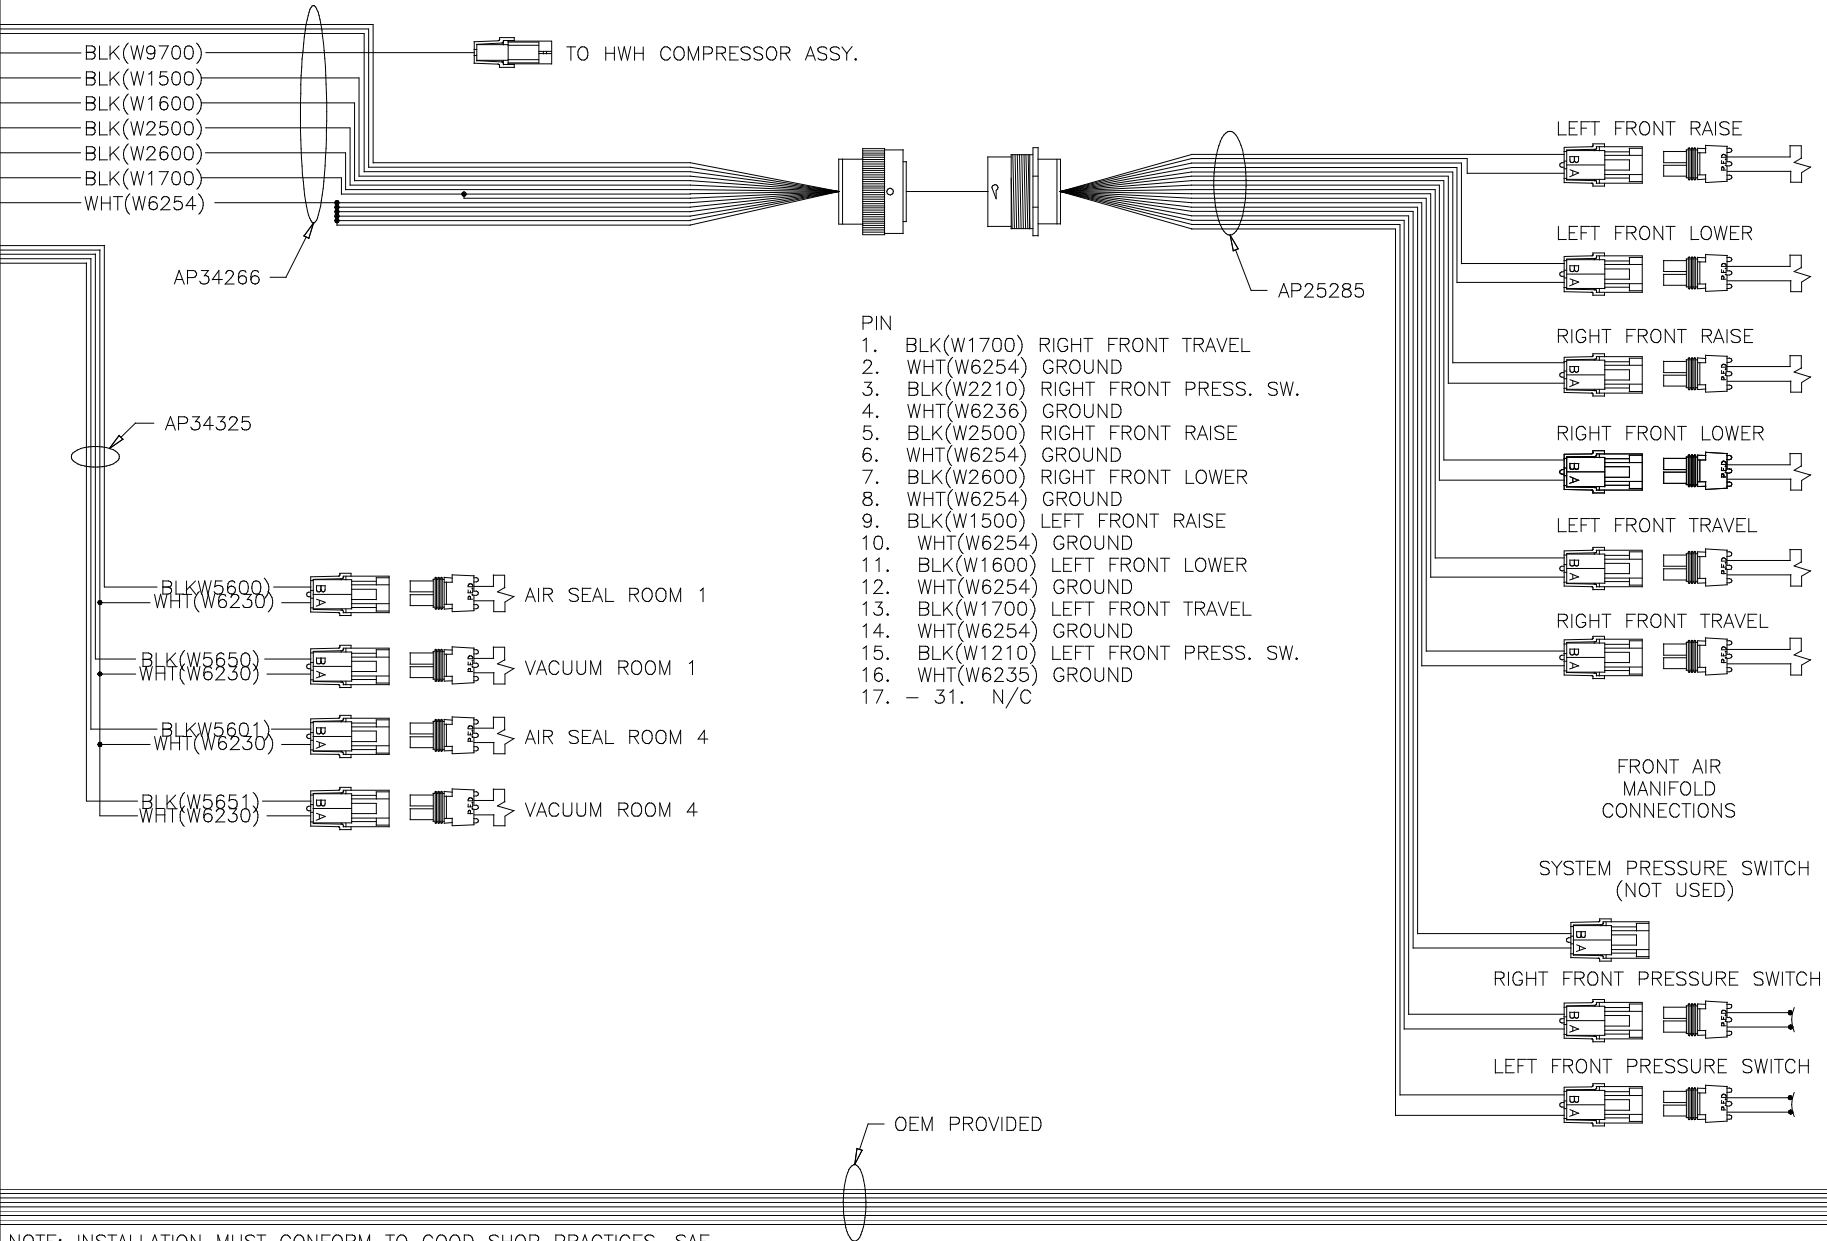 BLK(W9700)
TO HWH COMPRESSOR ASSY.
BLK(W1500)
BLK(W1600)
BLK(W2500)
BLK(W2600)
BLK(W1700)
WHT(W6254)
AP34266
AP34325
BLKW5600)
WHT(W6230)
B
A
AIR SEAL ROOM 1
BLK(W5650)
WHT(W6230)
B
A
VACUUM ROOM 1
BLKW5601)
WHT(W6230)
B
A
AIR SEAL ROOM 4
BLK(W5651)
WHT(W6230)
B
A
VACUUM ROOM 4
AP25285
PIN
1. BLK(W1700) RIGHT FRONT TRAVEL
2. WHT(W6254) GROUND
3. BLK(W2210) RIGHT FRONT PRESS. SW.
4. WHT(W6236) GROUND
5. BLK(W2500) RIGHT FRONT RAISE
6. WHT(W6254) GROUND
7. BLK(W2600) RIGHT FRONT LOWER
8. WHT(W6254) GROUND
9. BLK(W1500) LEFT FRONT RAISE
10. WHT(W6254) GROUND
11. BLK(W1600) LEFT FRONT LOWER
12. WHT(W6254) GROUND
13. BLK(W1700) LEFT FRONT TRAVEL
14. WHT(W6254) GROUND
15. BLK(W1210) LEFT FRONT PRESS. SW.
16. WHT(W6235) GROUND
17. – 31. N/C
LEFT FRONT RAISE
B
A
LEFT FRONT LOWER
B
A
RIGHT FRONT RAISE
B
A
RIGHT FRONT LOWER
B
A
LEFT FRONT TRAVEL
B
A
RIGHT FRONT TRAVEL
B
A
FRONT AIR
MANIFOLD
CONNECTIONS
SYSTEM PRESSURE SWITCH
(NOT USED)
B
A
RIGHT FRONT PRESSURE SWITCH
B
A
LEFT FRONT PRESSURE SWITCH
B
A
OEM PROVIDED
NOTE: INSTALLATION MUST CONFORM TO GOOD SHOP PRACTICES, SAE